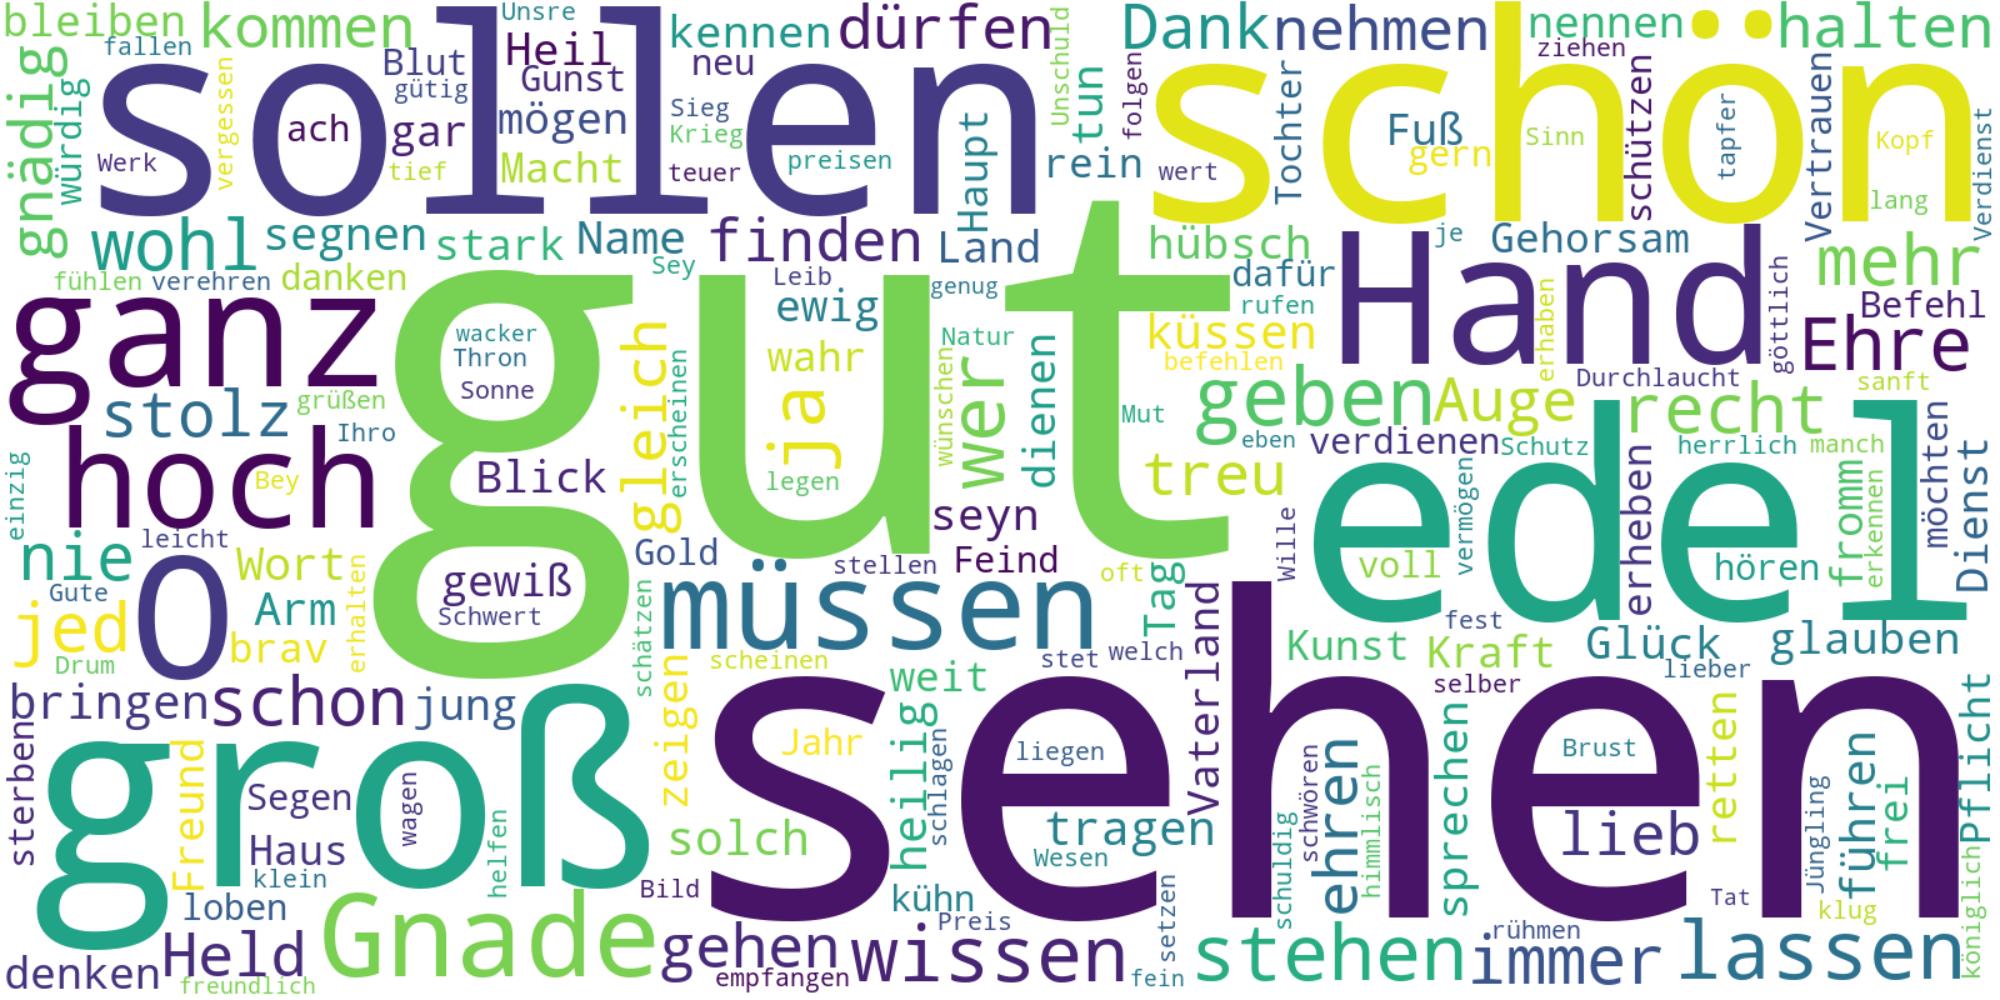 bleiben
kommen
Unsre
Heil
kennen
dürfen
Dank
nehmen
nennen
halten
fallen
sollen
Blut
Gunst
neu
schön
ziehen
gnädig
würdig
vergessen
gütig
mögen
Sieg
Unschuld
tun
folgen
Tochter
Fuß
schützen
Vertrauen
ach
gar
Krieg
Haupt
gern
Sinn
tapfer
Kopf
verdienst
Werk
tief
Macht
teuer
preisen
rein
wert
lang
wohl
segnen
stark
Name
finden
Land
hübsch
je
Gehorsam
mehr
fühlen
verehren
danken
gut
Sey
Leib
genug
dafür
Hand
göttlich
Befehl
ganz
ewig
rufen
erhaben
Ehre
wacker
Thron
Sonne
gleich
erscheinen
wahr
Natur
küssen
befehlen
stolz
grüßen
ja
wünschen
wer
dienen
Mut
geben
Auge
Durchlaucht
recht
sanft
hoch
Ihro
Blick
legen
treu
eben
verdienen
Schutz
herrlich
manch
möchten
Dienst
einzig
Bey
edel
erheben
fromm
erkennen
vermögen
nie
leicht
seyn
Wille
voll
hören
O
Wort
gewiß
Gold
stellen
Feind
oft
Tag
Gute
jed
Arm
erhalten
Schwert
müssen
Vaterland
fest
Drum
brav
schätzen
scheinen
stet
welch
Kunst
Kraft
Glück
glauben
lieber
bringen
schon
jung
zeigen
weit
sehen
selber
retten
Pflicht
sterben
groß
Freund
Jahr
heilig
schlagen
liegen
sprechen
Brust
führen
Segen
wagen
ehren
himmlisch
schwören
Jüngling
frei
Haus
helfen
solch
tragen
lieb
klein
Wesen
schuldig
königlich
loben
Bild
kühn
setzen
Tat
klug
Held
Gnade
Preis
rühmen
denken
gehen
wissen
stehen
immer
lassen
freundlich
empfangen
fein